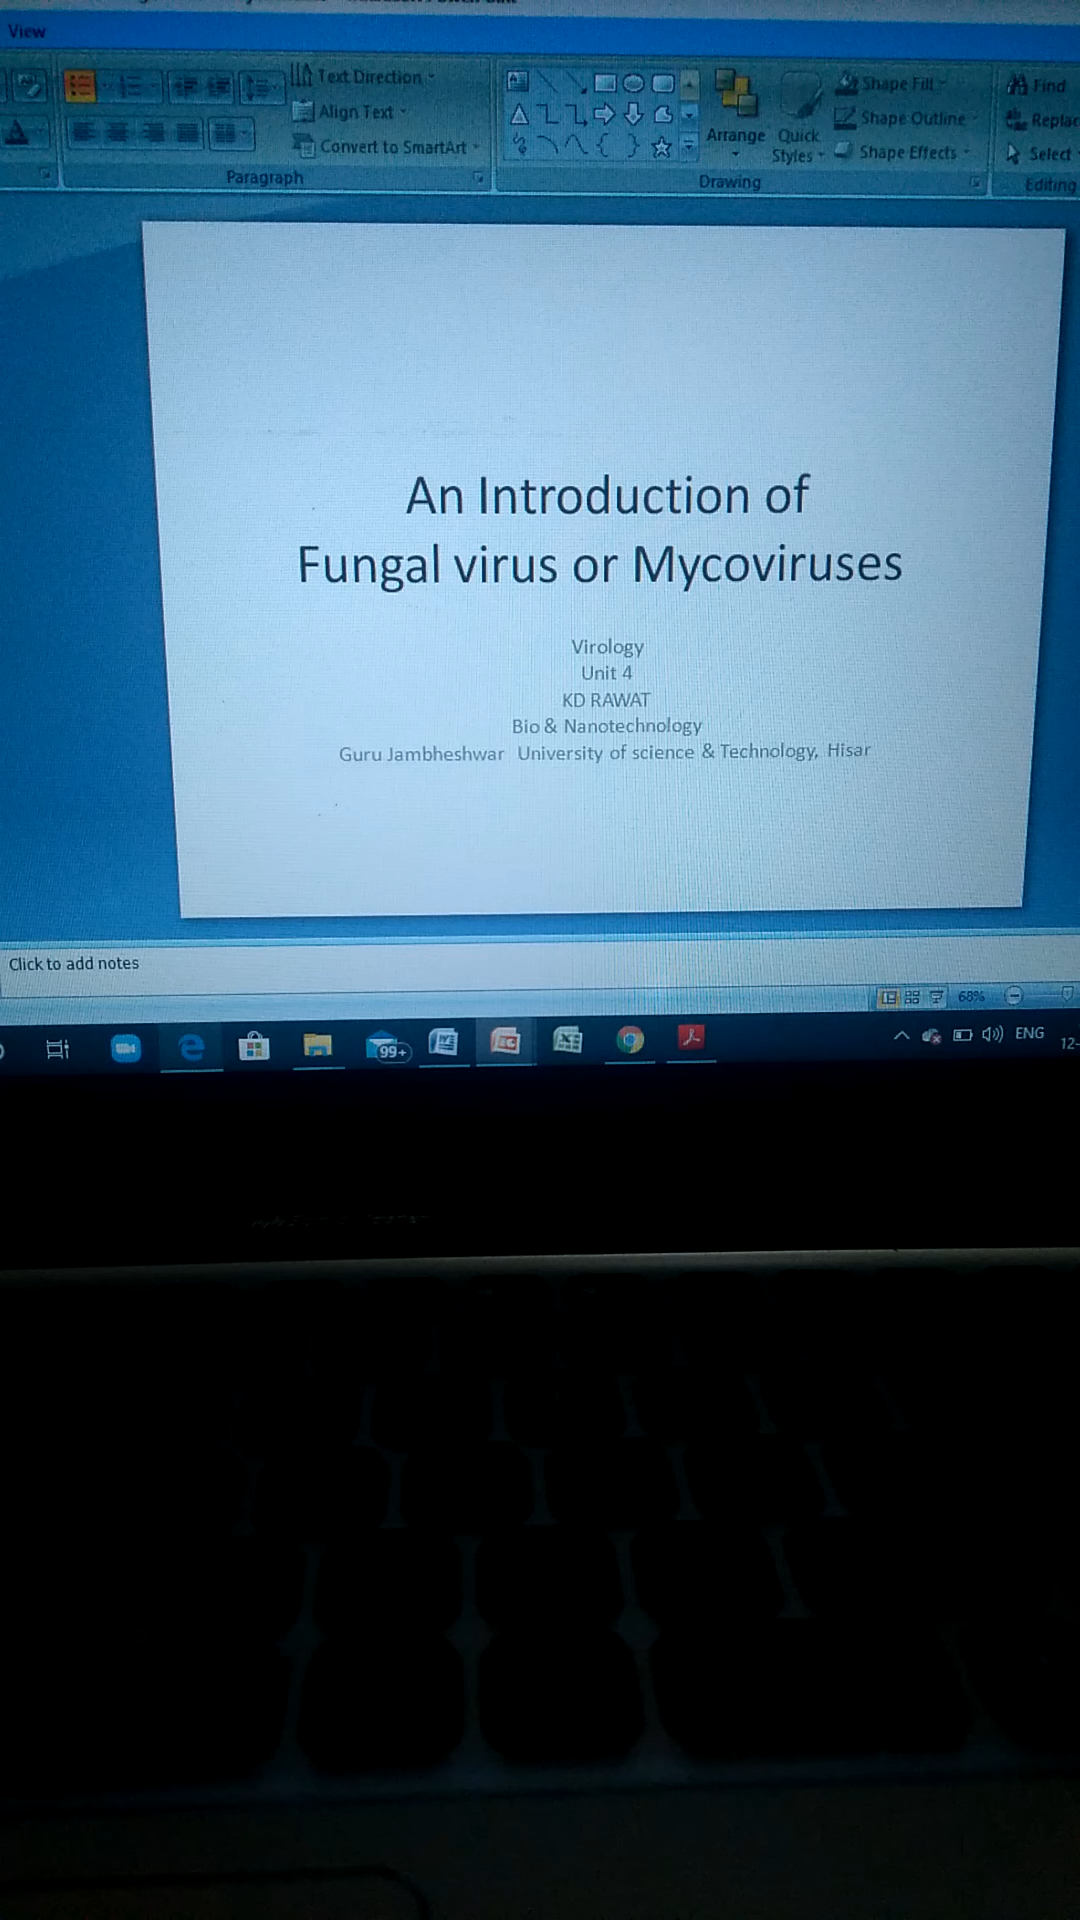 View
Text Direction
Align Text
Convert to SmartArt
Paragraph
Arrange
Quick
Styles
Shape Fill
Shape Outline
Shape Effects
Drawing
Find
Replac
Select
Editing
An Introduction of
Fungal virus or Mycoviruses
Virology
Unit 4
KD RAWAT
Bio & Nanotechnology
Guru Jambheshwar University of science & Technology, Hisar
Click to add notes
68%
99+
ENG
12-